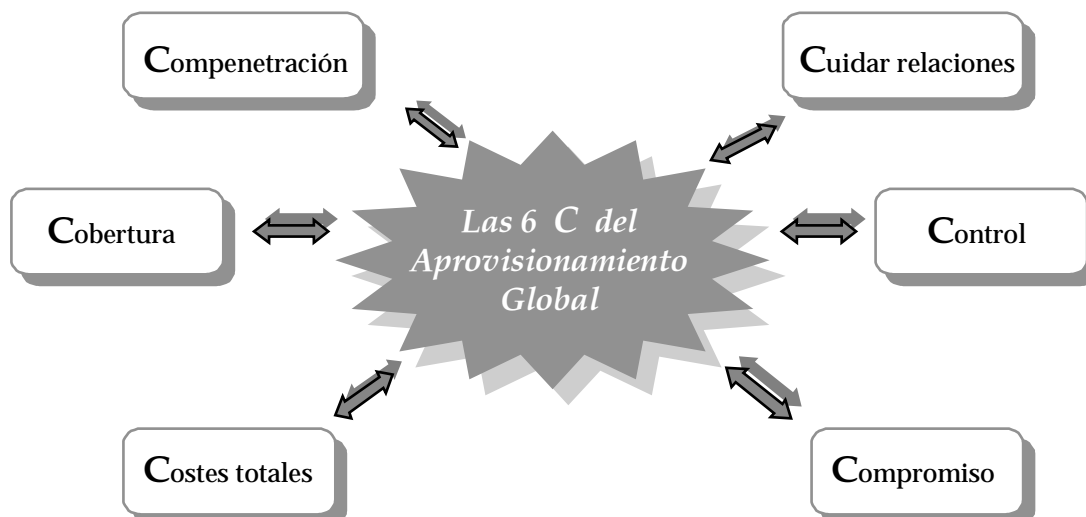 Compenetración
Cuidar relaciones
Cobertura
Las 6 C del
Aprovisionamiento
Global
Control
Costes totales
Compromiso